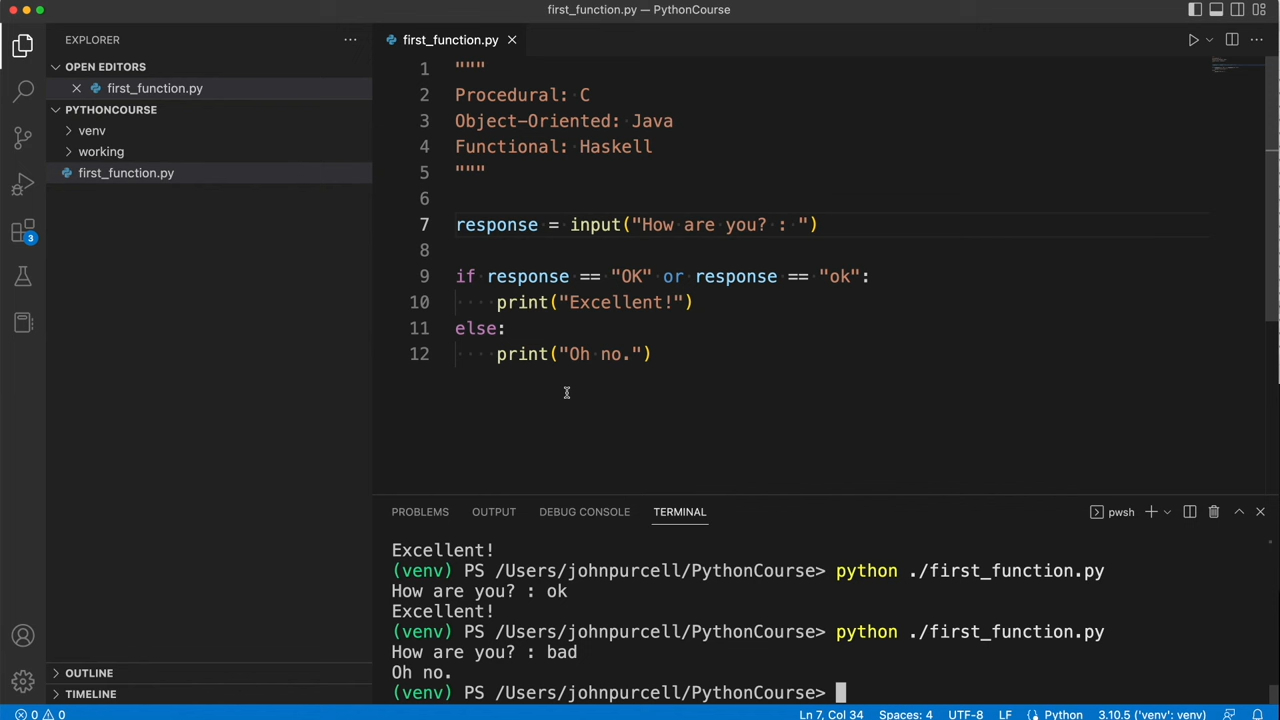 first_function.py — PythonCourse
EXPLORER
first_function.py
OPEN EDITORS
first_function.py
PYTHONCOURSE
venv
working
first_function.py
1 """
2 Procedural: C
3 Object-Oriented: Java
4 Functional: Haskell
5 """
6
7 response = input("How are you? : ")
8
9 if response == "OK" or response == "ok":
10 print("Excellent!")
11 else:
12 print("Oh no.")
3
PROBLEMS OUTPUT DEBUG CONSOLE TERMINAL pwsh
Excellent!
(venv) PS /Users/johnpurcell/PythonCourse> python ./first_function.py
How are you? : ok
Excellent!
(venv) PS /Users/johnpurcell/PythonCourse> python ./first_function.py
How are you? : bad
Oh no.
(venv) PS /Users/johnpurcell/PythonCourse>
OUTLINE
TIMELINE
0 0 Ln 7, Col 34 Spaces: 4 UTF-8 LF Python 3.10.5 ('venv': venv)